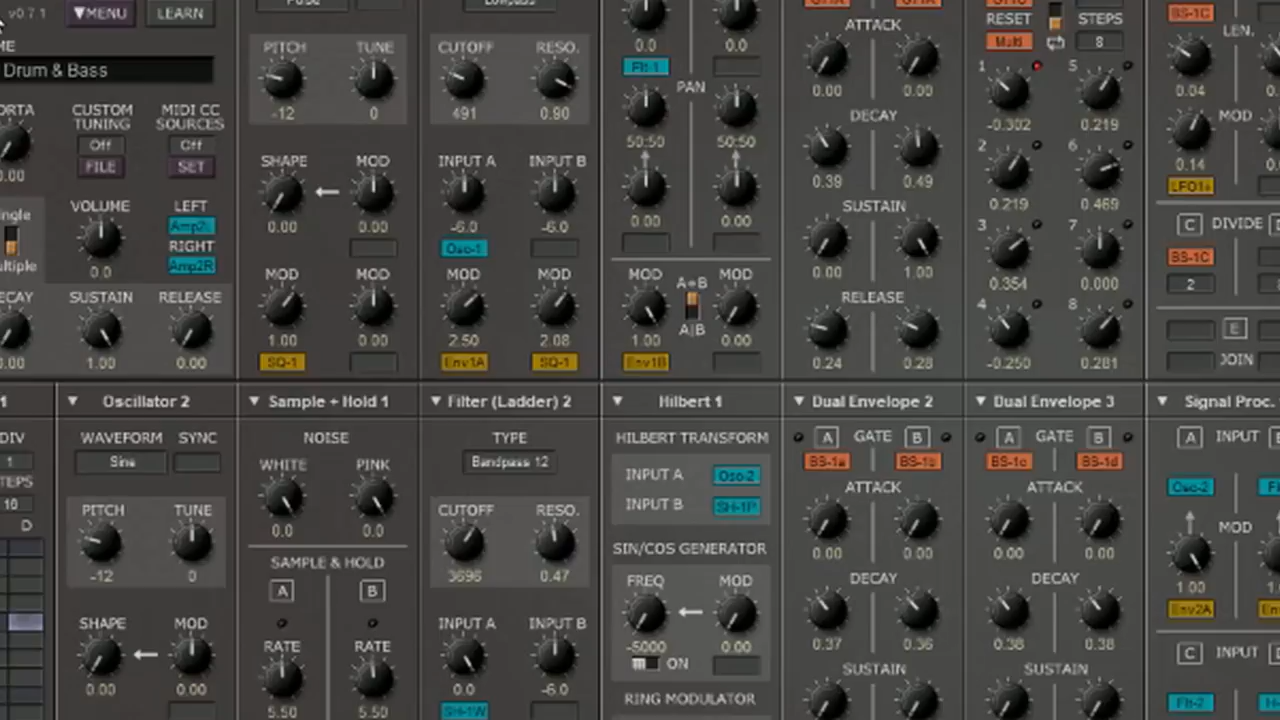 v0.7.1 ▼MENU LEARN
Drum & Bass
CUSTOM TUNING MIDI CC SOURCES
0.00 Off Off
FILE SET
VOLUME LEFT
Amp2L
RIGHT
0.0 Amp2R
SUSTAIN RELEASE
0.00 1.00 0.00
PITCH TUNE
-12 0
SHAPE MOD
0.00 0.00
MOD MOD
1.00 0.00
SQ-1
CUTOFF RESO.
491 0.80
INPUT A INPUT B
-6.0 -6.0
Osc-1
MOD MOD
2.50 2.08
Env1A SQ-1
0.0 0.0
Flt-1
PAN
50:50 50:50
0.00 0.00
MOD A+B MOD
A|B
1.00 0.00
Env1B
ATTACK
0.00 0.00
DECAY
0.39 0.49
SUSTAIN
0.00 1.00
RELEASE
0.24 0.28
RESET STEPS
Multi 8
1 5
-0.302 0.219
2 6
0.219 0.469
3 7
0.354 0.000
4 8
-0.250 0.281
BS-1C
LEN.
0.04
MOD
0.14
LFO1s
C DIVIDE
BS-1C
2
E
JOIN
1 ▼ Oscillator 2 ▼ Sample + Hold 1 ▼ Filter (Ladder) 2 ▼ Hilbert 1 ▼ Dual Envelope 2 ▼ Dual Envelope 3 ▼ Signal Proc.
DIV
1
STEPS
10
D
WAVEFORM SYNC
Sine
PITCH TUNE
-12 0
SHAPE MOD
0.00 0.00
NOISE
WHITE PINK
0.0 0.0
SAMPLE & HOLD
A B
RATE RATE
5.50 5.50
TYPE
Bandpass 12
CUTOFF RESO.
3696 0.47
INPUT A INPUT B
0.0 -6.0
SH-1W
HILBERT TRANSFORM
INPUT A Osc-2
INPUT B SH-1P
SIN/COS GENERATOR
FREQ MOD
-5000 0.00
ON
RING MODULATOR
A GATE B
BS-1a BS-1b
ATTACK
0.00 0.00
DECAY
0.37 0.36
SUSTAIN
A GATE B
BS-1c BS-1d
ATTACK
0.00 0.00
DECAY
0.38 0.38
SUSTAIN
A INPUT
Osc-2
MOD
1.00
Env2A
C INPUT
Flt-2